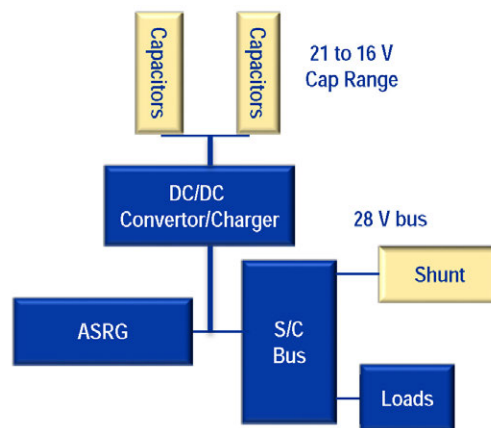 Capacitors
Capacitors
21 to 16 V
Cap Range
DC/DC
Convertor/Charger
28 V bus
Shunt
ASRG
S/C
Bus
Loads